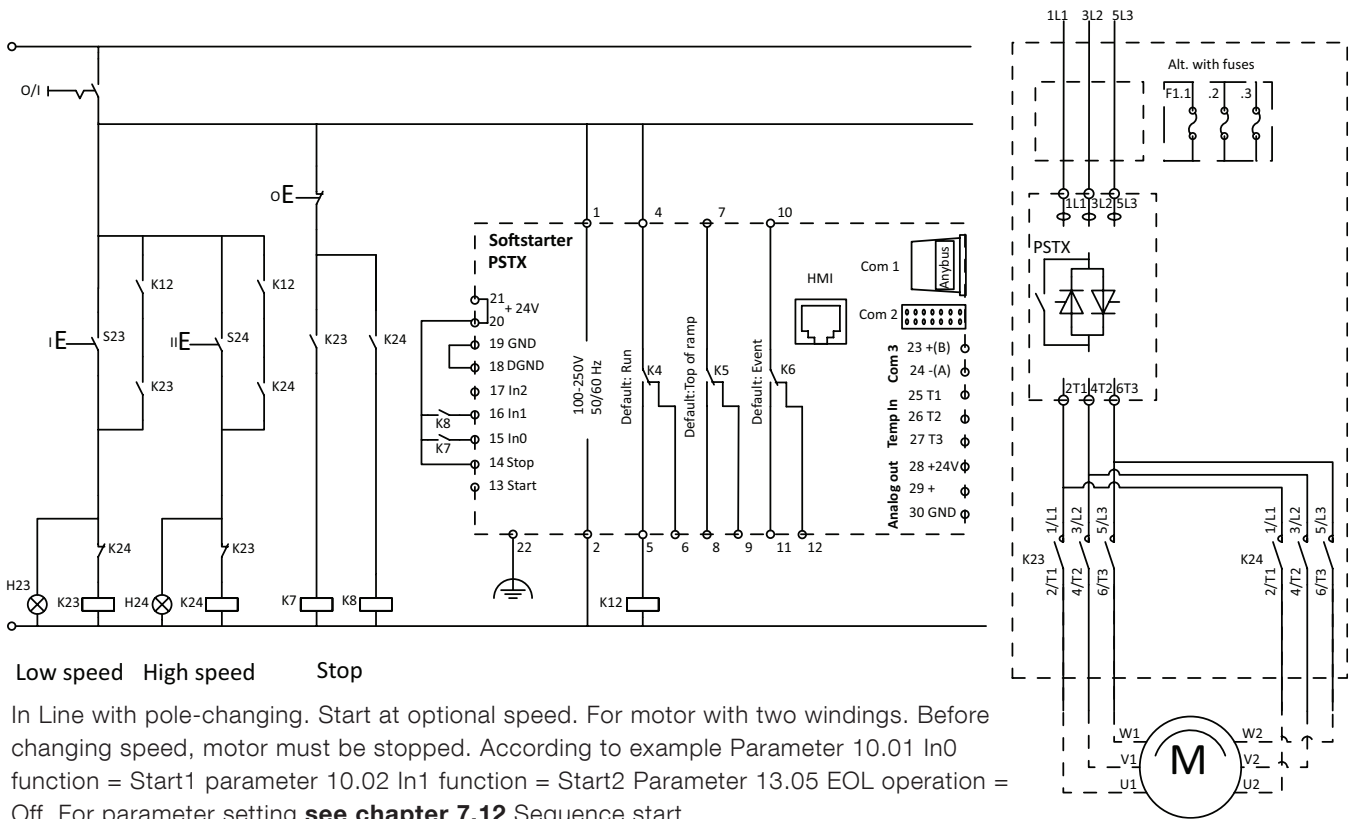 1L1 3L2 5L3
Alt. with fuses
F1.1 .2 .3
O/I
O E
1 4 7 10
1L1 3L2 5L3
Softstarter
PSTX
PSTX
Com 1
Anybus
HMI
Com 2
K12 K12
21
+ 24V
20
19 GND
18 DGND
17 In2
16 In1
K8
15 In0
K7
14 Stop
13 Start
I E S23
II E S24
K23 K24
K23 K24
100-250V
50/60 Hz
Default: Run
K4
Default:Top of ramp
K5
Default: Event
K6
Com 3
23 +(B)
24 -(A)
Temp In
25 T1
26 T2
27 T3
Analog out
28 +24V
29 +
30 GND
2T1 4T2 6T3
22 2 5 6 8 9 11 12
K24 K23
H23 K23 H24 K24 K7 K8 K12
K23
1/L1 3/L2 5/L3
2/T1 4/T2 6/T3
K24
1/L1 3/L2 5/L3
2/T1 4/T2 6/T3
W1 W2
V1 M V2
U1 U2
Low speed High speed Stop
In Line with pole-changing. Start at optional speed. For motor with two windings. Before
changing speed, motor must be stopped. According to example Parameter 10.01 In0
function = Start1 parameter 10.02 In1 function = Start2 Parameter 13.05 EOL operation =
Off. For parameter setting see chapter 7.12 Sequence start